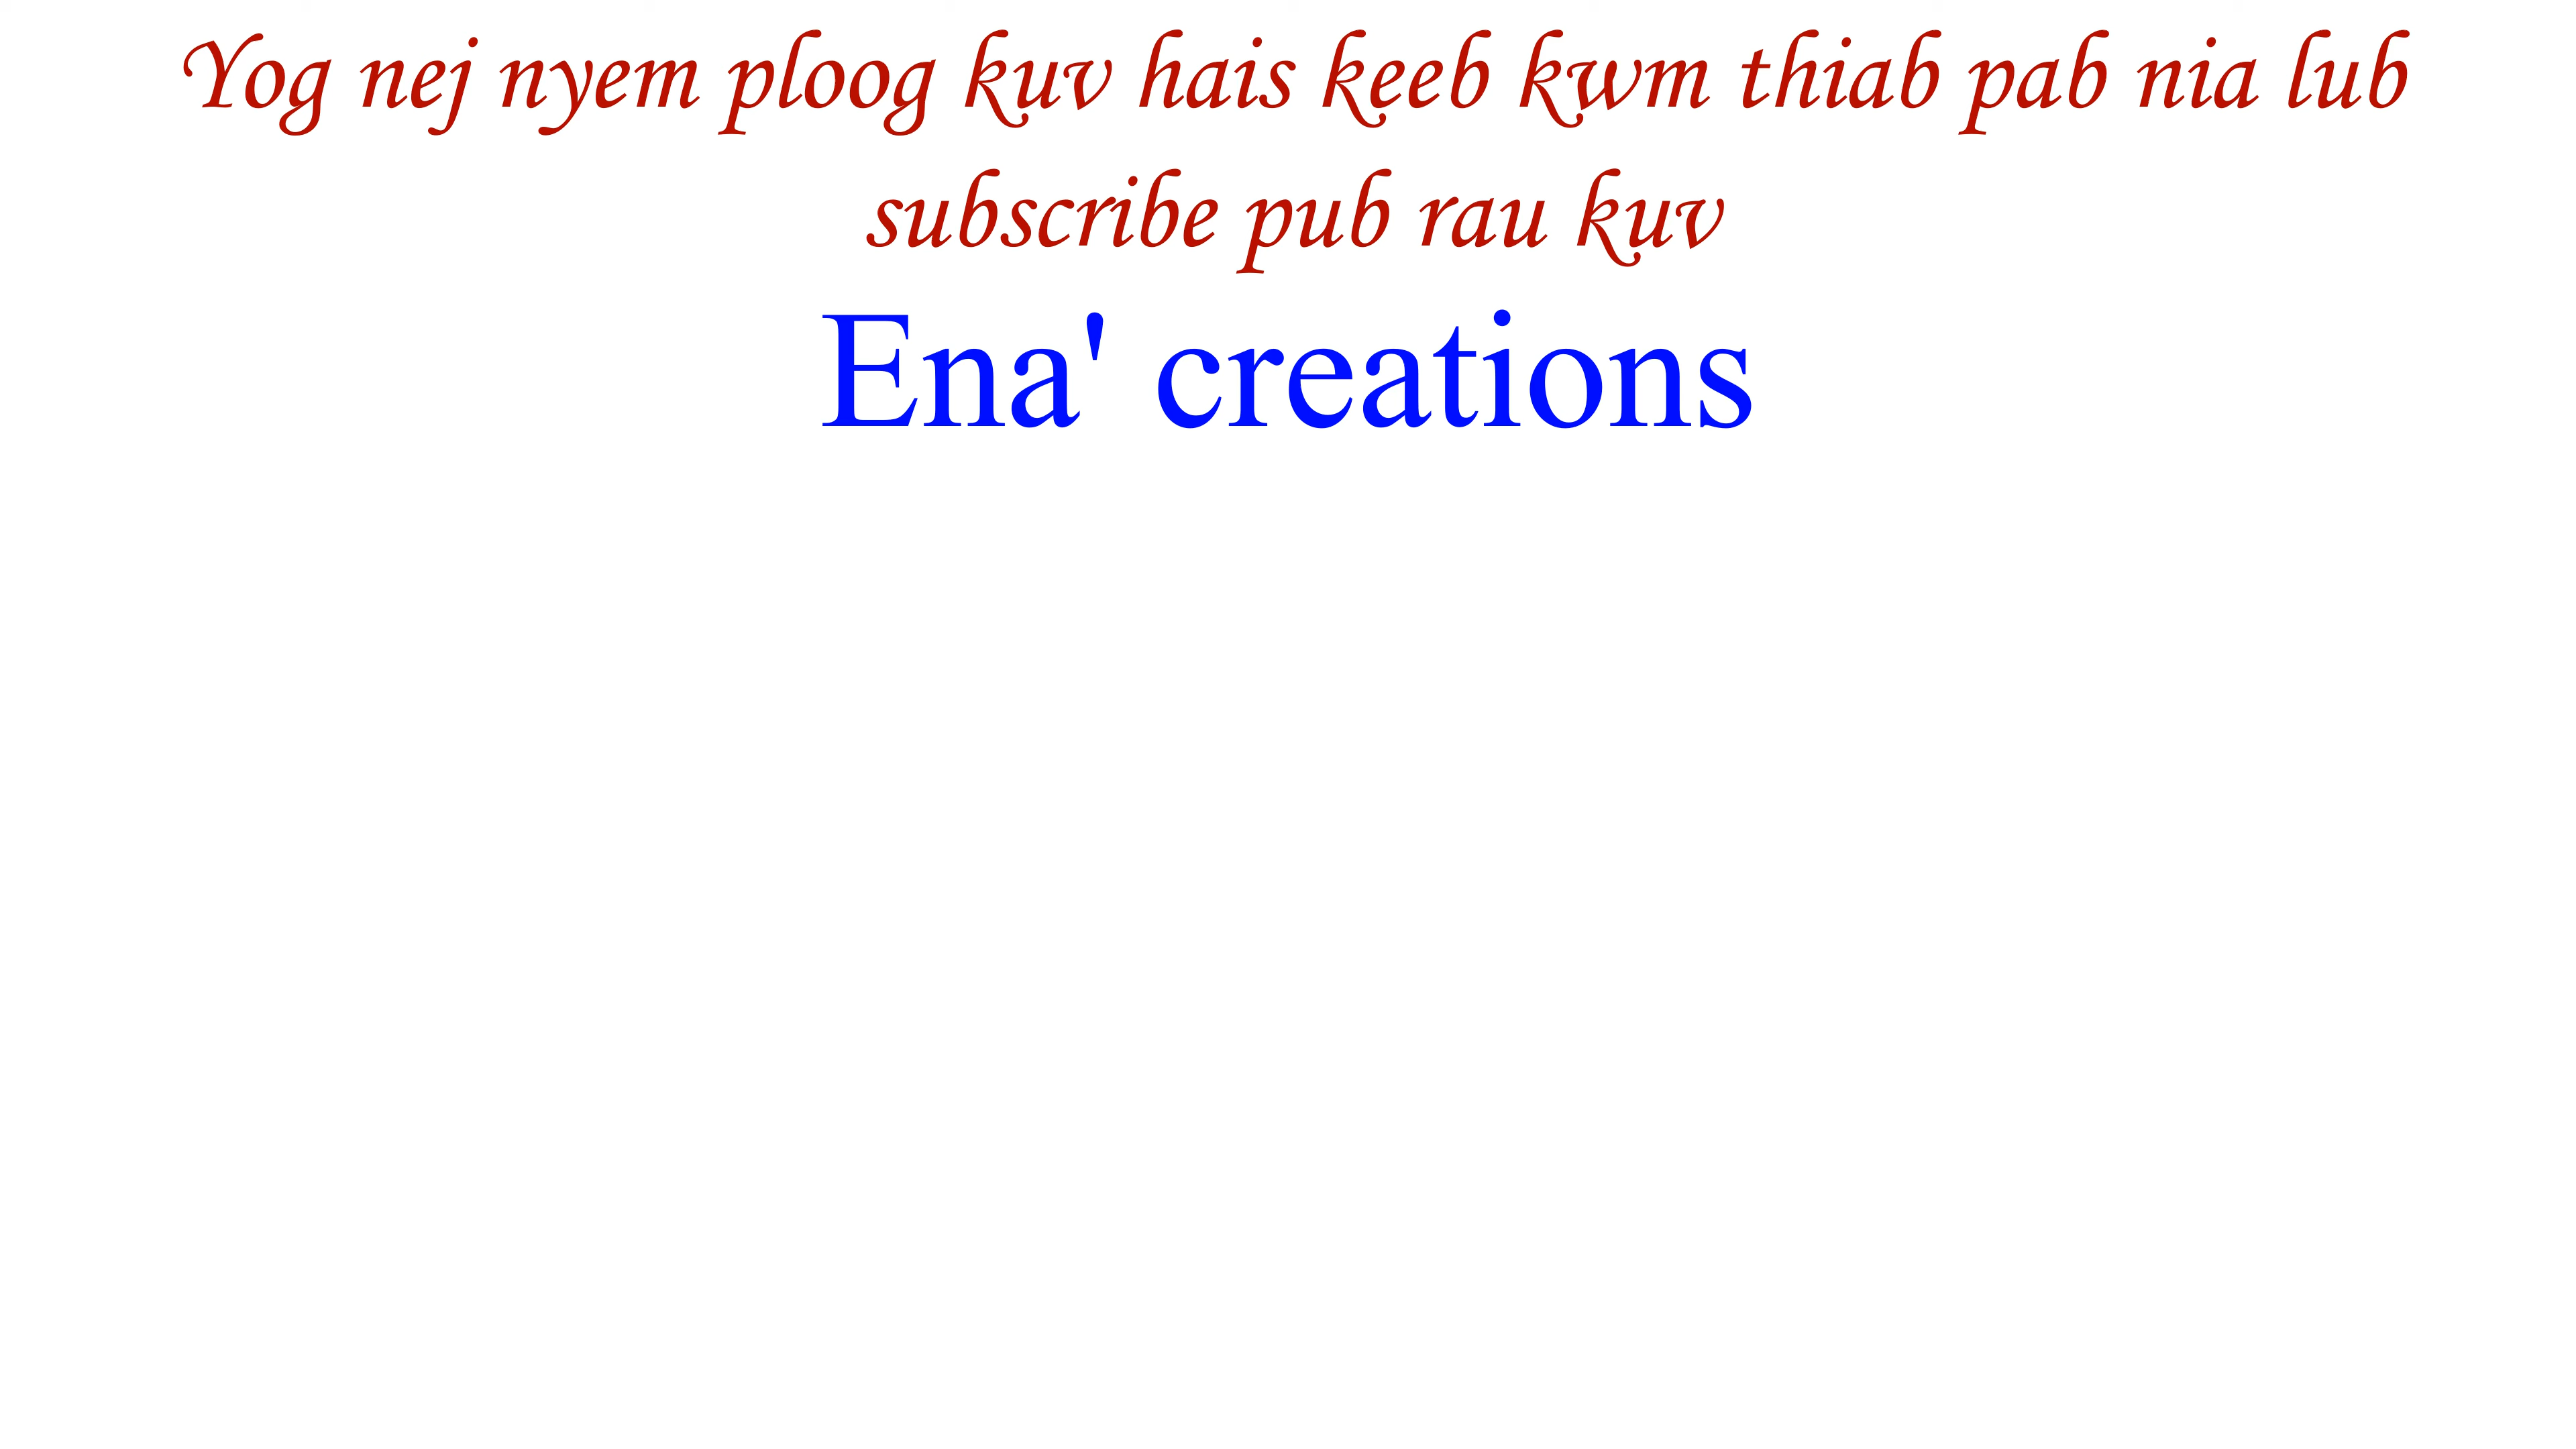 Yog nej nyem ploog kuv hais keeb kwm thiab pab nia lub
subscribe pub rau kuv
Ena' creations